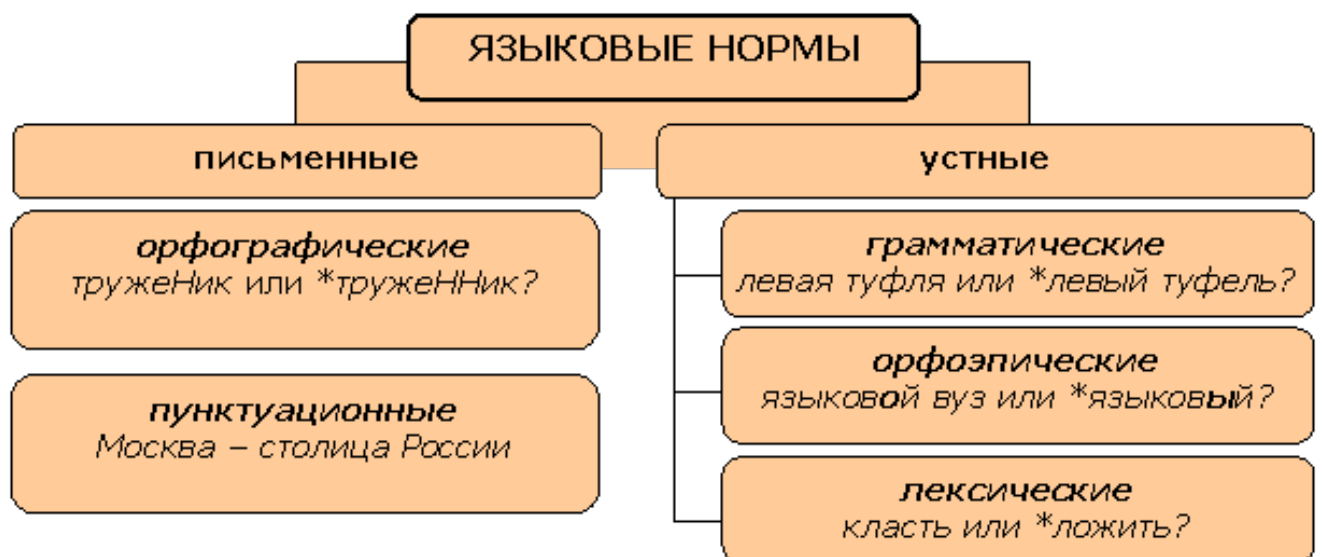 ЯЗЫКОВЫЕ НОРМЫ
письменные
орфографические
тружеНик или *тружеННик?
пунктуационные
Москва – столица России
устные
грамматические
левая туфля или *левый туфель?
орфоэпические
языковой вуз или *языковый?
лексические
класть или *ложить?